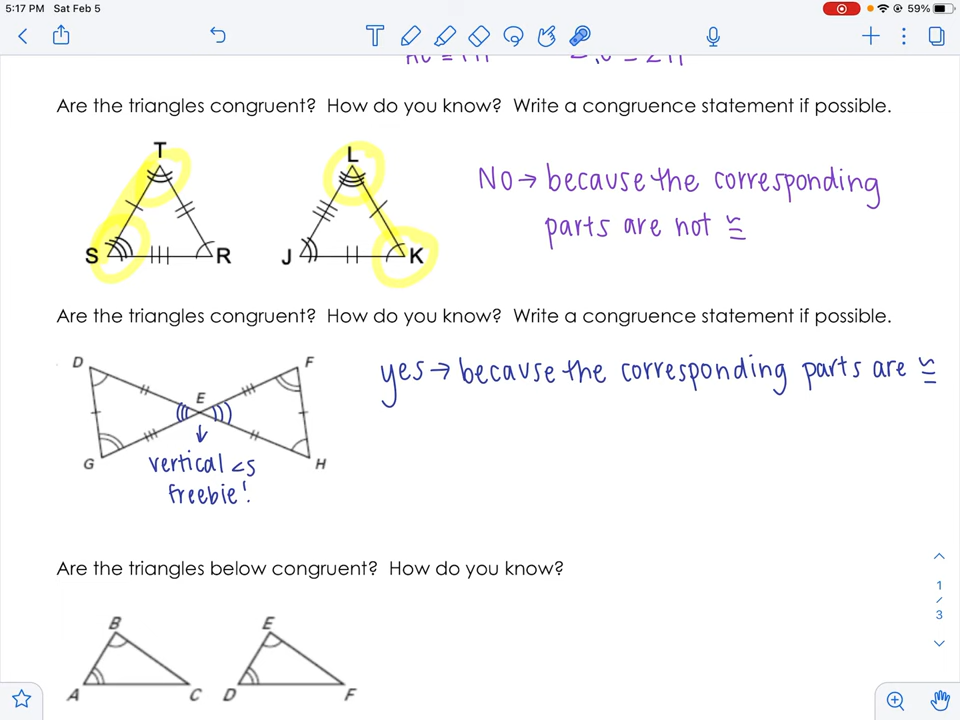 5:17 PM Sat Feb 5
59%
Are the triangles congruent? How do you know? Write a congruence statement if possible.
T
L
S
R
J
K
No → because the corresponding
parts are not ≅
Are the triangles congruent? How do you know? Write a congruence statement if possible.
D
F
E
G
H
vertical <s
freebie!
yes → because the corresponding parts are ≅
Are the triangles below congruent? How do you know?
B
E
A
C
D
F
1
/
3